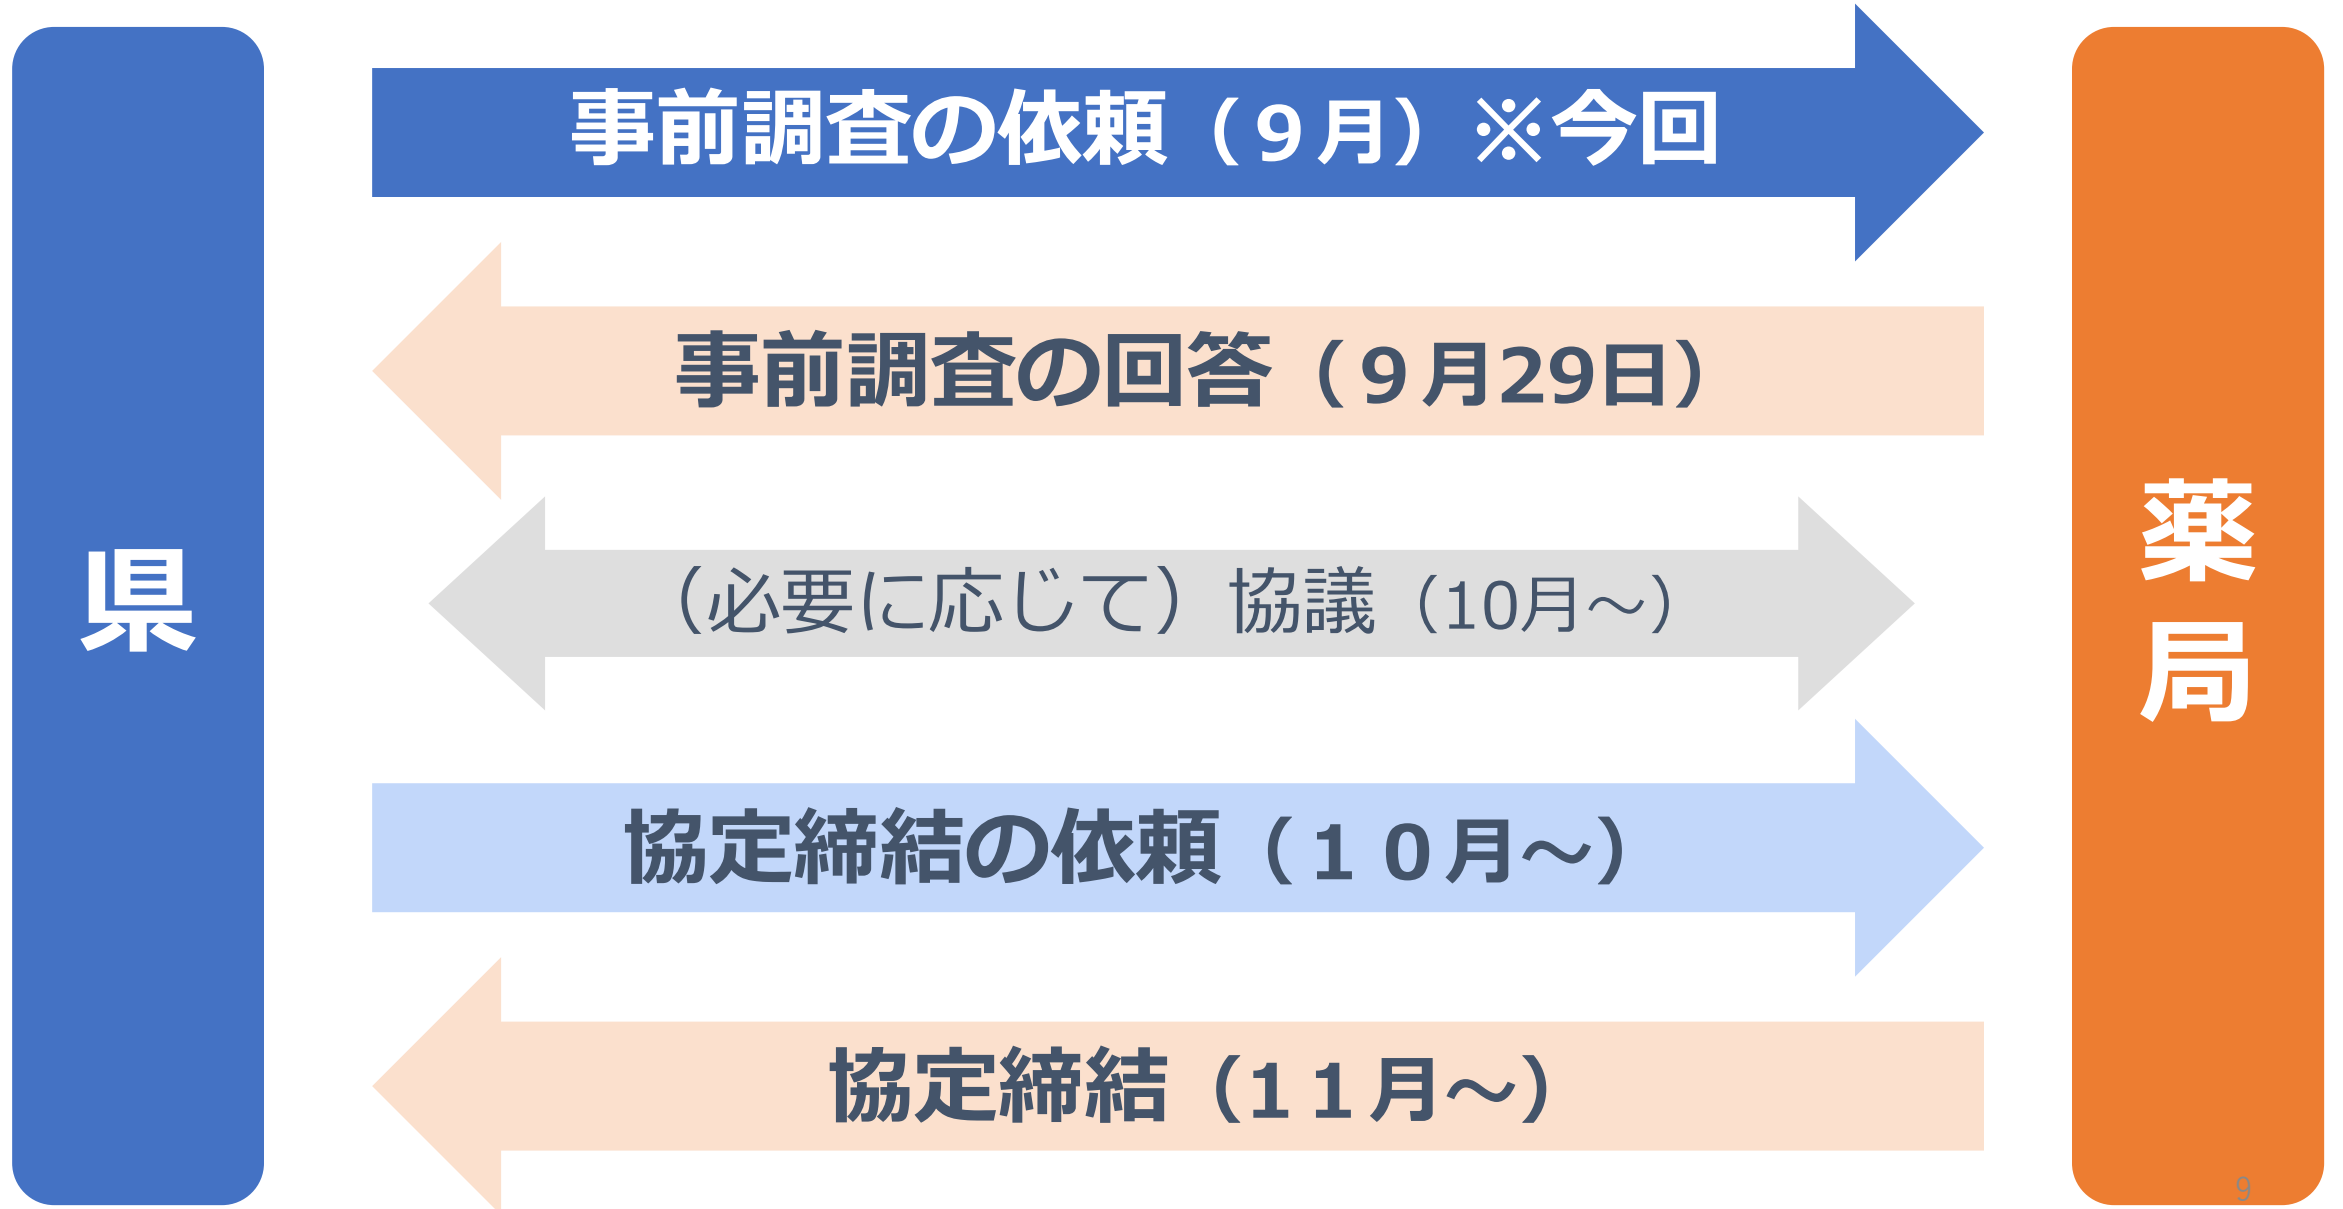 県
事前調査の依頼（９月）※今回
事前調査の回答（９月29日）
（必要に応じて）協議（10月～）
協定締結の依頼（１０月～）
協定締結（１１月～）
薬
局
9